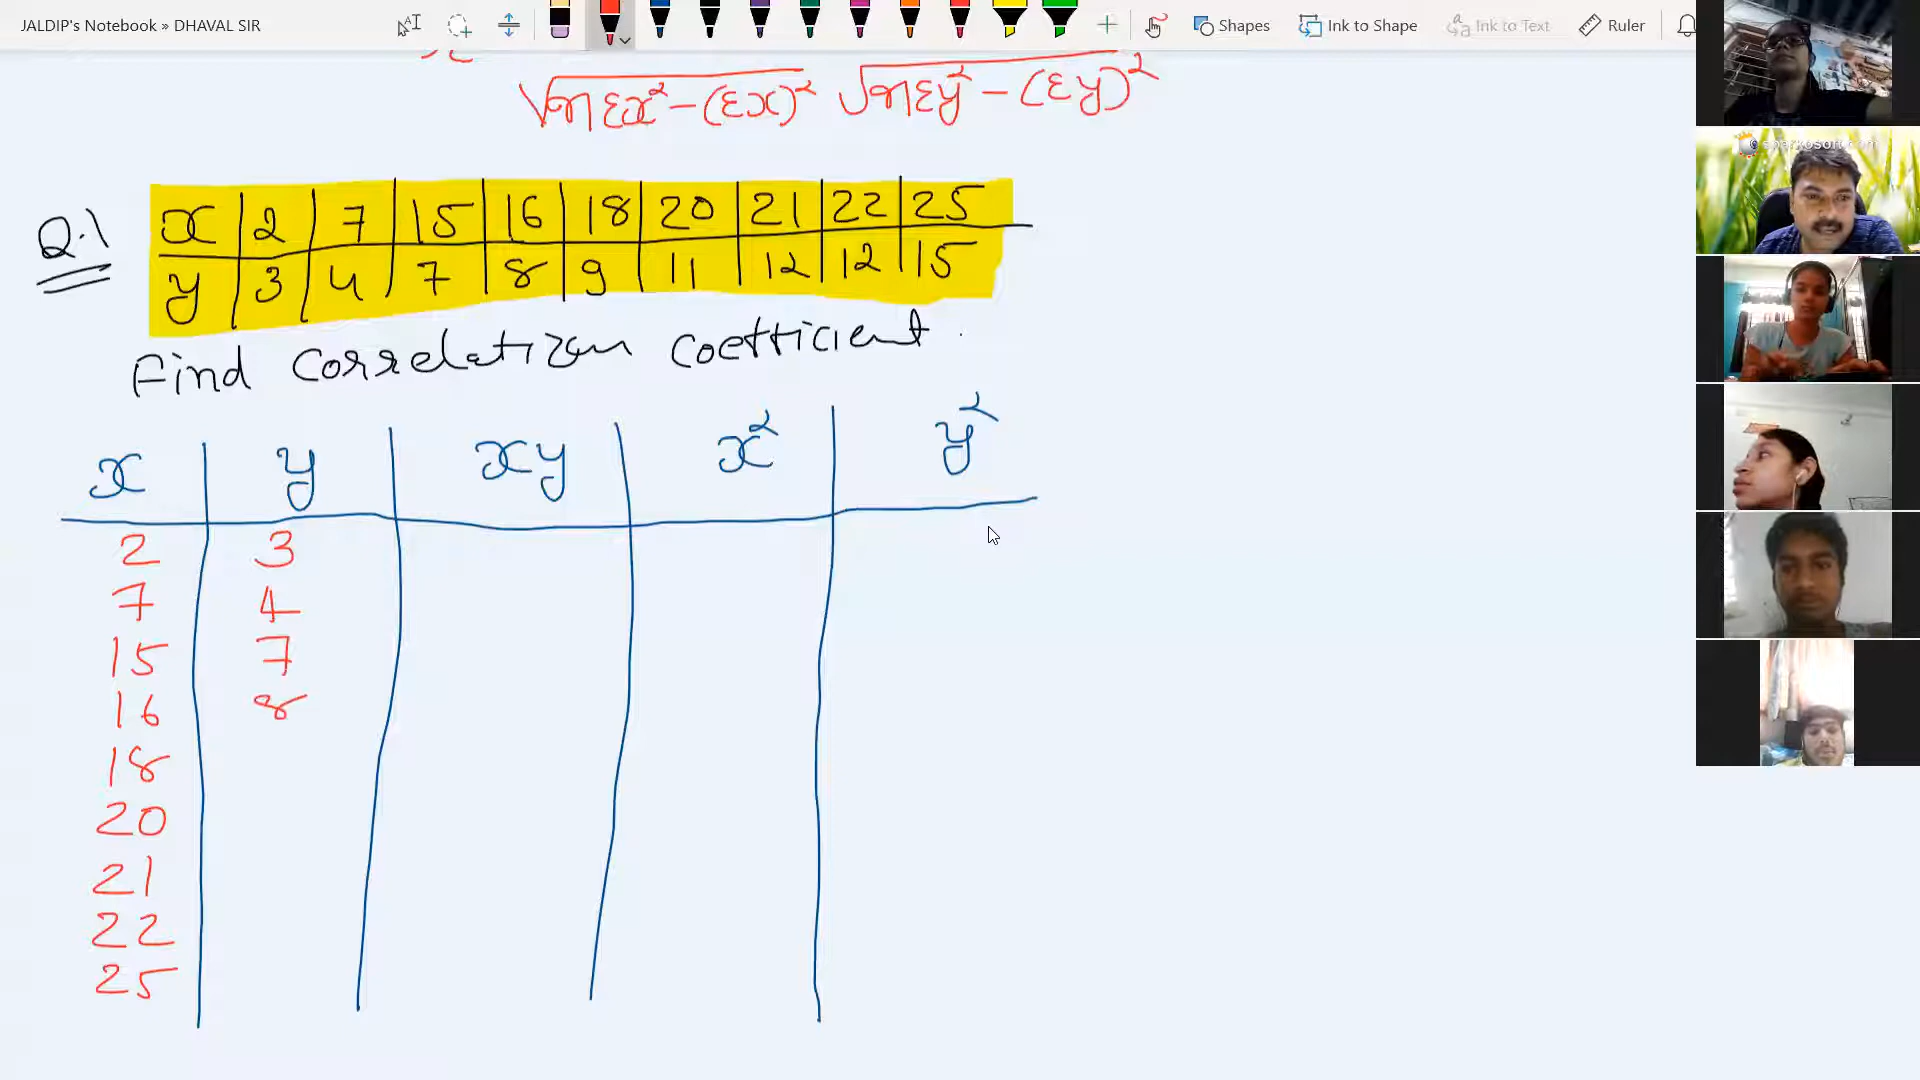 JALDIP's Notebook » DHAVAL SIR
Shapes Ink to Shape Ink to Text Ruler
√nΣx²-(Σx)² √nΣy²-(Σy)²
Q.1
x 2 7 15 16 18 20 21 22 25
y 3 4 7 8 9 11 12 12 15
Find correlation coefficient.
x y xy x² y²
2 3
7 4
15 7
16 8
18
20
21
22
25